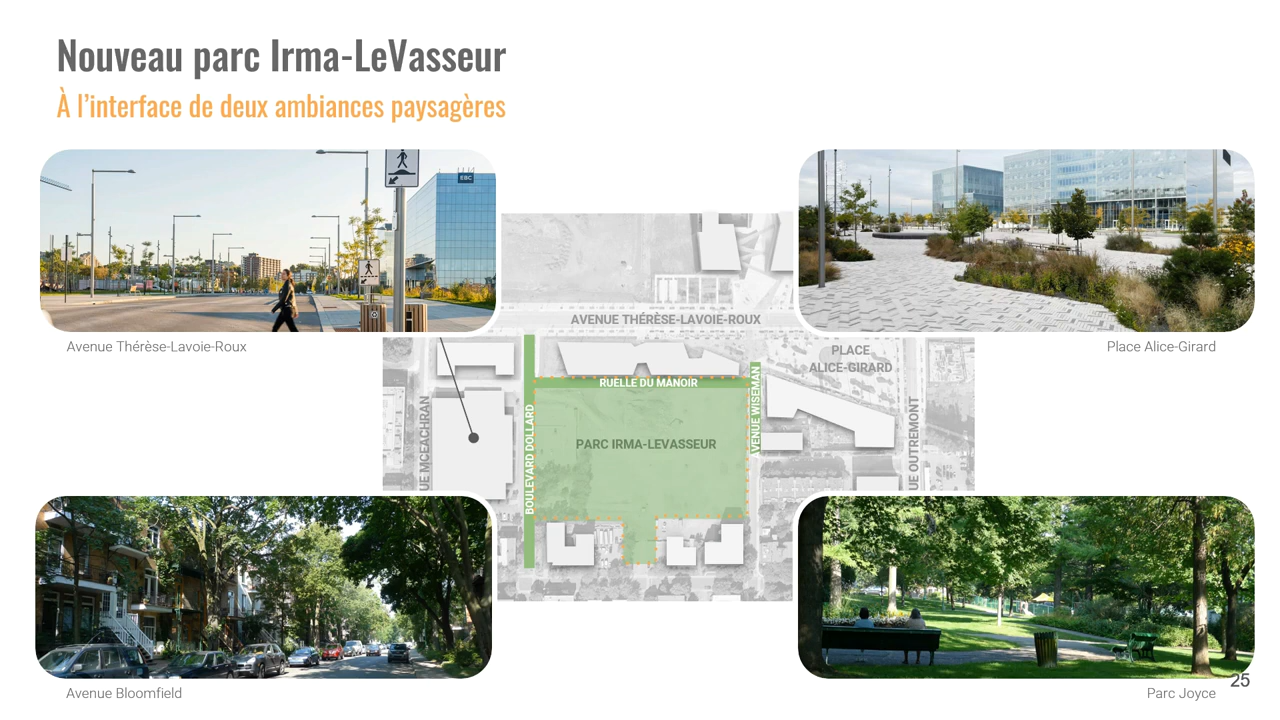 Nouveau parc Irma-LeVasseur
À l'interface de deux ambiances paysagères
EBC
AVENUE THÉRÈSE-LAVOIE-ROUX
Avenue Thérèse-Lavoie-Roux
Place Alice-Girard
PLACE
ALICE-GIRARD
RUELLE DU MANOIR
UE MCEACHRAN
BOULEVARD DOLLARD
PARC IRMA-LEVASSEUR
AVENUE WISEMAN
UE OUTREMONT
25
Avenue Bloomfield
Parc Joyce